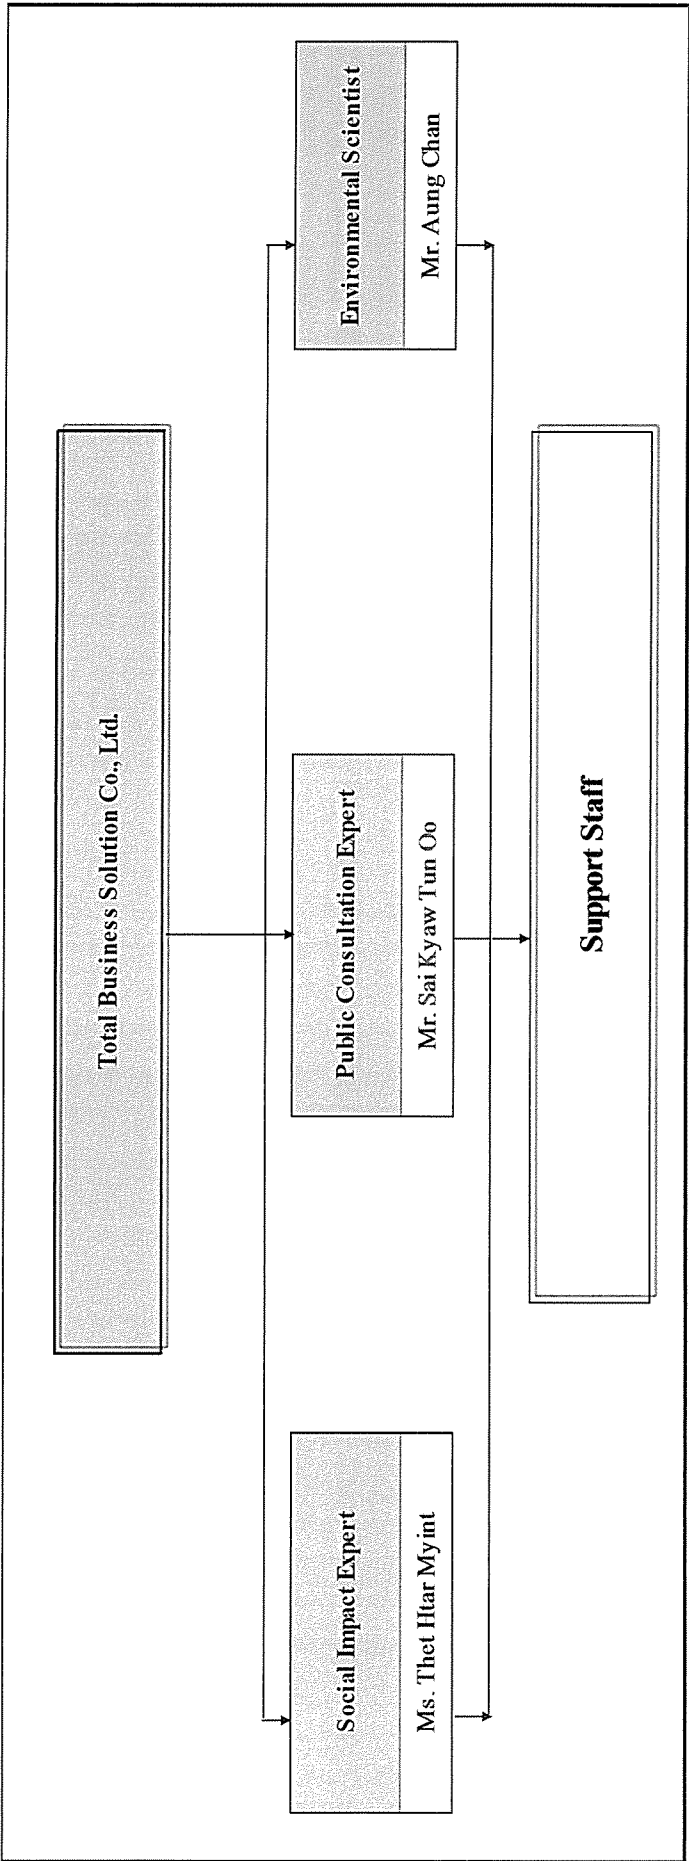 Total Business Solution Co., Ltd.
Social Impact Expert
Ms. Thet Htar Myint
Public Consultation Expert
Mr. Sai Kyaw Tun Oo
Environmental Scientist
Mr. Aung Chan
Support Staff